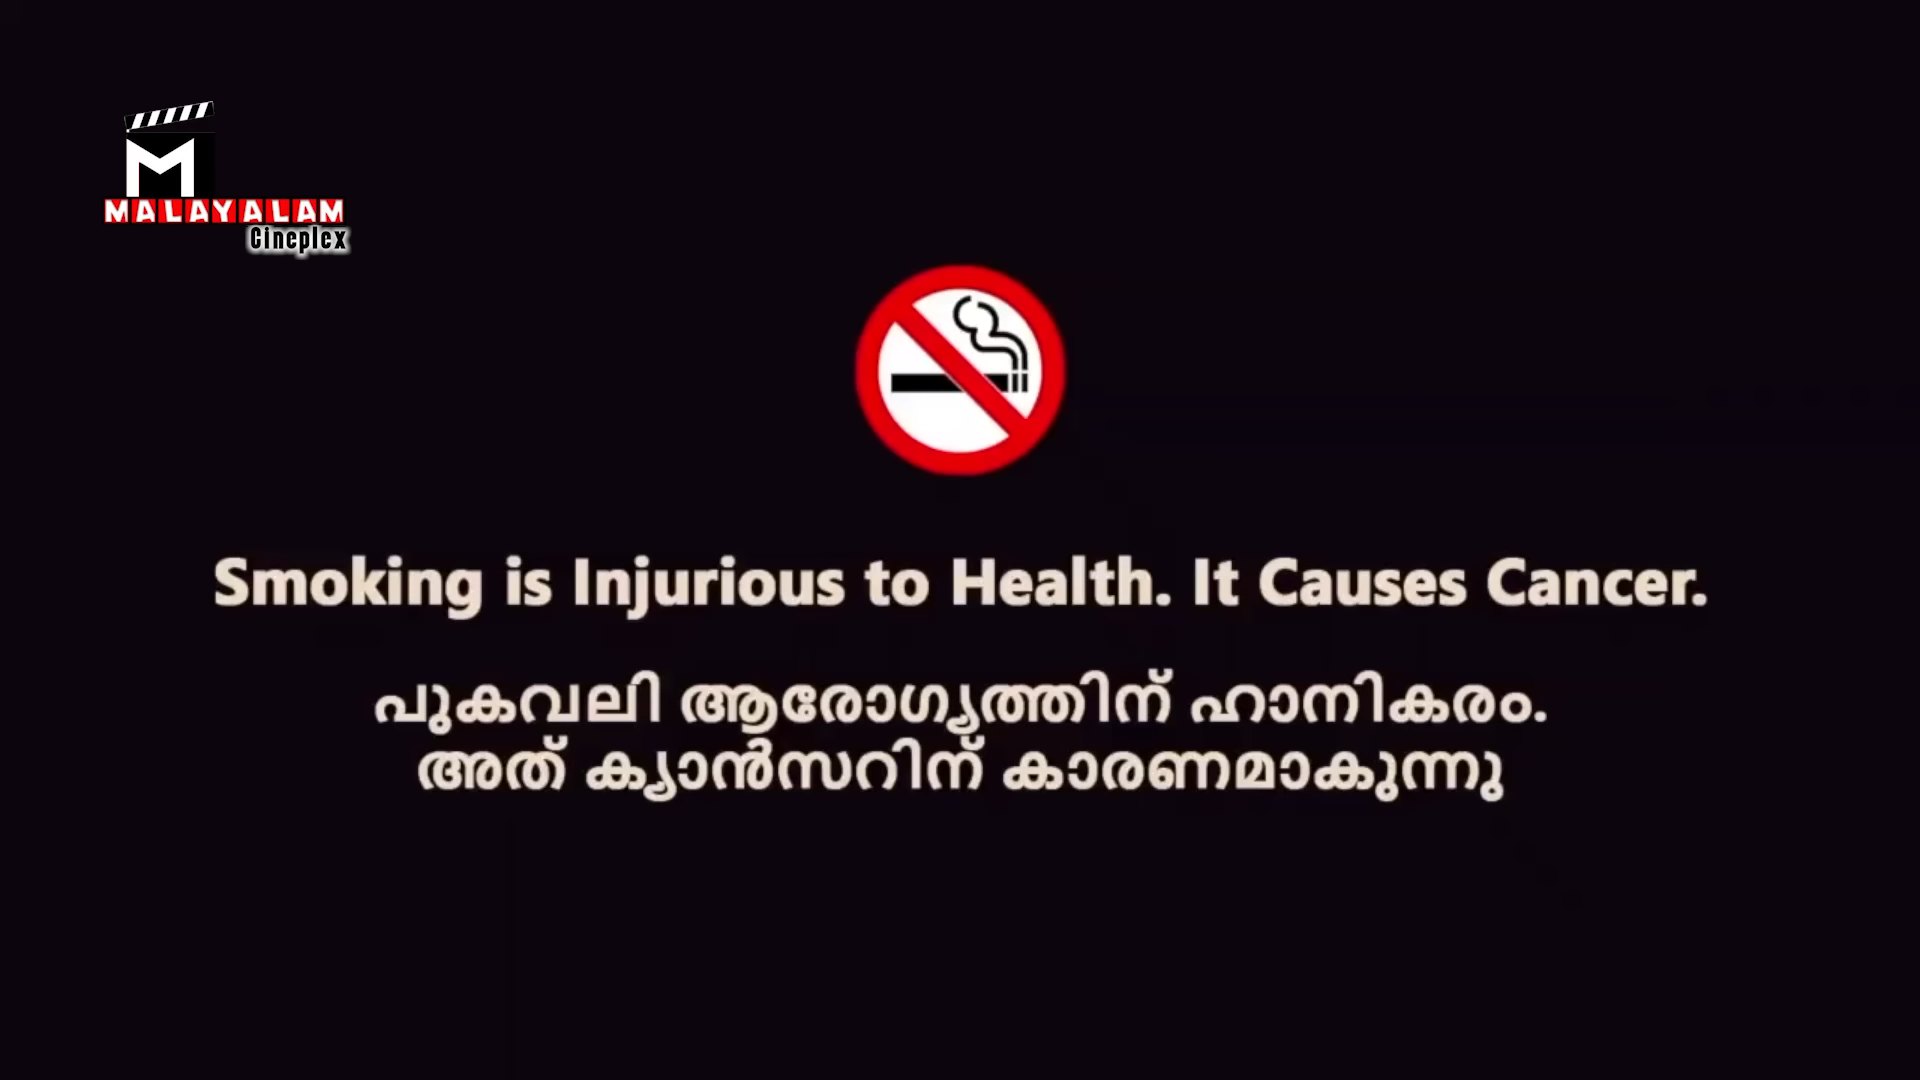 M
MALAYALAM
Cineplex
Smoking is Injurious to Health. It Causes Cancer.
പുകവലി ആരോഗ്യത്തിന് ഹാനികരം.
അത് ക്യാൻസറിന് കാരണമാകുന്നു